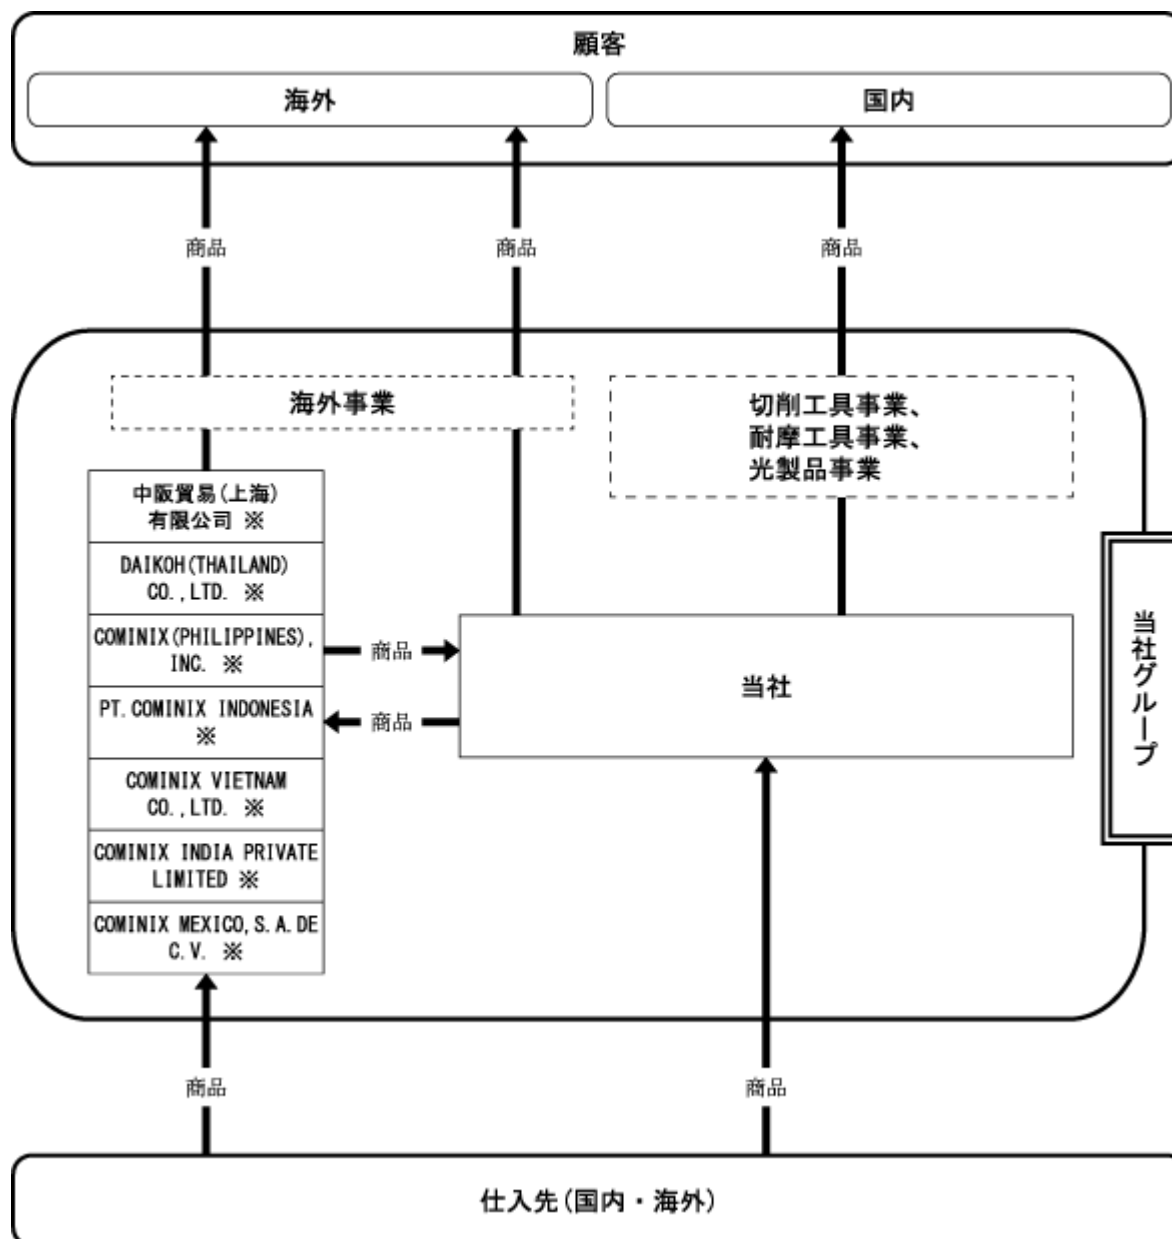 顧客
海外
国内
商品
商品
商品
海外事業
切削工具事業、
耐摩工具事業、
光製品事業
中阪貿易(上海)
有限公司 ※
DAIKOH(THAILAND)
CO.,LTD. ※
COMINIX(PHILIPPINES),
INC. ※
商品
PT.COMINIX INDONESIA
※
商品
当社
COMINIX VIETNAM
CO.,LTD. ※
COMINIX INDIA PRIVATE
LIMITED ※
COMINIX MEXICO,S.A.DE
C.V. ※
当社グループ
商品
商品
仕入先(国内・海外)